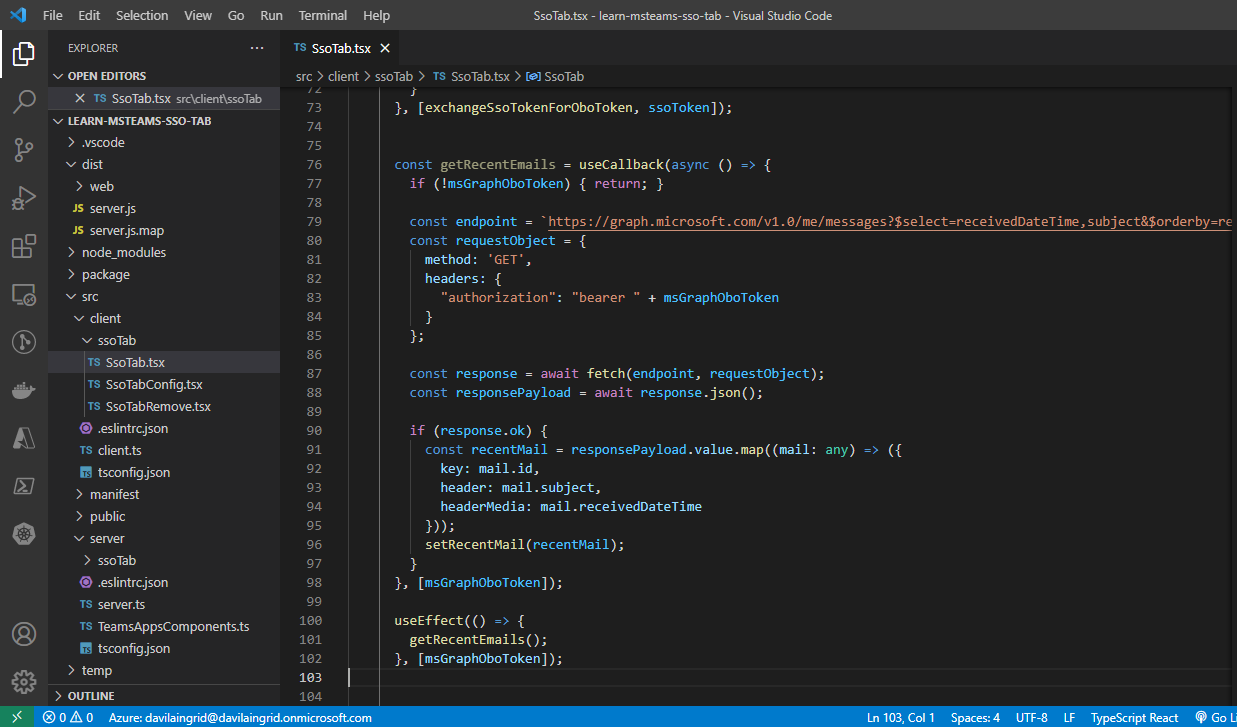 File Edit Selection View Go Run Terminal Help SsoTab.tsx - learn-msteams-sso-tab - Visual Studio Code
EXPLORER ...
OPEN EDITORS
TS SsoTab.tsx src\client\ssoTab
LEARN-MSTEAMS-SSO-TAB
.vscode
dist
web
JS server.js
JS server.js.map
node_modules
package
src
client
ssoTab
TS SsoTab.tsx
TS SsoTabConfig.tsx
TS SsoTabRemove.tsx
.eslintrc.json
TS client.ts
TS tsconfig.json
manifest
public
server
ssoTab
.eslintrc.json
TS server.ts
TS TeamsAppsComponents.ts
TS tsconfig.json
temp
OUTLINE
TS SsoTab.tsx
src > client > ssoTab > TS SsoTab.tsx > SsoTab
72 }
73 }, [exchangeSsoTokenForOboToken, ssoToken]);
74
75
76 const getRecentEmails = useCallback(async () => {
77 if (!msGraphOboToken) { return; }
78
79 const endpoint = `https://graph.microsoft.com/v1.0/me/messages?$select=receivedDateTime,subject&$orderby=re
80 const requestObject = {
81 method: 'GET',
82 headers: {
83 "authorization": "bearer " + msGraphOboToken
84 }
85 };
86
87 const response = await fetch(endpoint, requestObject);
88 const responsePayload = await response.json();
89
90 if (response.ok) {
91 const recentMail = responsePayload.value.map((mail: any) => ({
92 key: mail.id,
93 header: mail.subject,
94 headerMedia: mail.receivedDateTime
95 }));
96 setRecentMail(recentMail);
97 }
98 }, [msGraphOboToken]);
99
100 useEffect(() => {
101 getRecentEmails();
102 }, [msGraphOboToken]);
103
104
0 0 Azure: davilaingrid@davilaingrid.onmicrosoft.com Ln 103, Col 1 Spaces: 4 UTF-8 LF TypeScript React Go Li